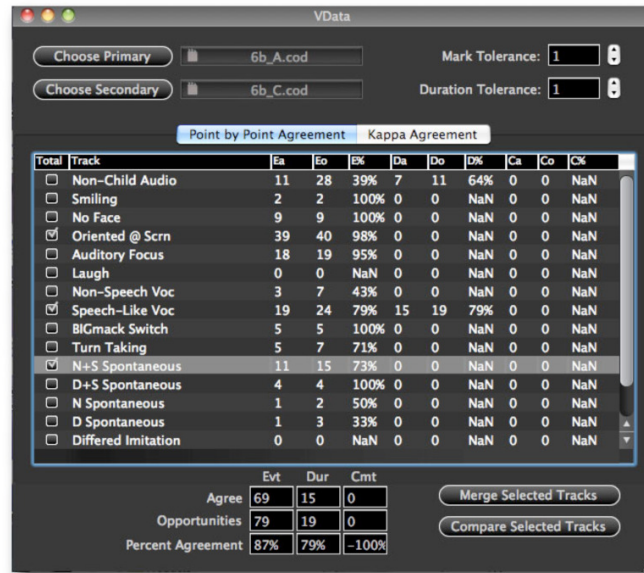 VData
Choose Primary 6b_A.cod Mark Tolerance: 1
Choose Secondary 6b_C.cod Duration Tolerance: 1
Point by Point Agreement Kappa Agreement
Total Track Ea Eo E% Da Do D% Ca Co C%
Non-Child Audio 11 28 39% 7 11 64% 0 0 NaN
Smiling 2 2 100% 0 0 NaN 0 0 NaN
No Face 9 9 100% 0 0 NaN 0 0 NaN
Oriented @ Scrn 39 40 98% 0 0 NaN 0 0 NaN
Auditory Focus 18 19 95% 0 0 NaN 0 0 NaN
Laugh 0 0 NaN 0 0 NaN 0 0 NaN
Non-Speech Voc 3 7 43% 0 0 NaN 0 0 NaN
Speech-Like Voc 19 24 79% 15 19 79% 0 0 NaN
BIGmack Switch 5 5 100% 0 0 NaN 0 0 NaN
Turn Taking 5 7 71% 0 0 NaN 0 0 NaN
N+S Spontaneous 11 15 73% 0 0 NaN 0 0 NaN
D+S Spontaneous 4 4 100% 0 0 NaN 0 0 NaN
N Spontaneous 1 2 50% 0 0 NaN 0 0 NaN
D Spontaneous 1 3 33% 0 0 NaN 0 0 NaN
Differed Imitation 0 0 NaN 0 0 NaN 0 0 NaN
Evt Dur Cmt
Agree 69 15 0 Merge Selected Tracks
Opportunities 79 19 0 Compare Selected Tracks
Percent Agreement 87% 79% -100%